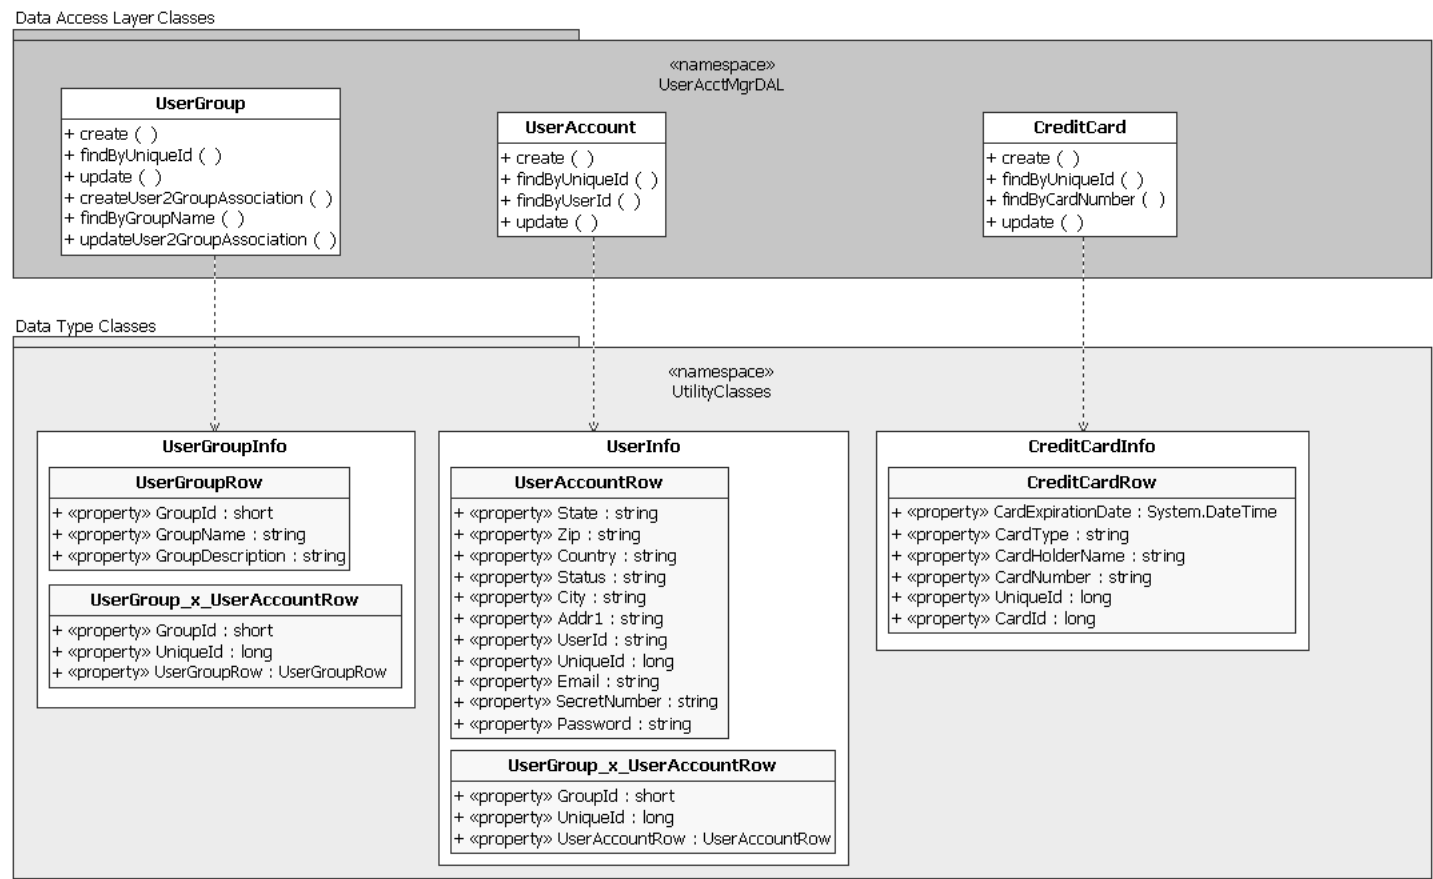 Data Access Layer Classes
«namespace»
UserAcctMgrDAL
UserGroup
+ create ( )
+ findByUniqueId ( )
+ update ( )
+ createUser2GroupAssociation ( )
+ findByGroupName ( )
+ updateUser2GroupAssociation ( )
UserAccount
+ create ( )
+ findByUniqueId ( )
+ findByUserId ( )
+ update ( )
CreditCard
+ create ( )
+ findByUniqueId ( )
+ findByCardNumber ( )
+ update ( )
Data Type Classes
«namespace»
UtilityClasses
UserGroupInfo
UserGroupRow
+ «property» GroupId : short
+ «property» GroupName : string
+ «property» GroupDescription : string
UserGroup_x_UserAccountRow
+ «property» GroupId : short
+ «property» UniqueId : long
+ «property» UserGroupRow : UserGroupRow
UserInfo
UserAccountRow
+ «property» State : string
+ «property» Zip : string
+ «property» Country : string
+ «property» Status : string
+ «property» City : string
+ «property» Addr1 : string
+ «property» UserId : string
+ «property» UniqueId : long
+ «property» Email : string
+ «property» SecretNumber : string
+ «property» Password : string
UserGroup_x_UserAccountRow
+ «property» GroupId : short
+ «property» UniqueId : long
+ «property» UserAccountRow : UserAccountRow
CreditCardInfo
CreditCardRow
+ «property» CardExpirationDate : System.DateTime
+ «property» CardType : string
+ «property» CardHolderName : string
+ «property» CardNumber : string
+ «property» UniqueId : long
+ «property» CardId : long